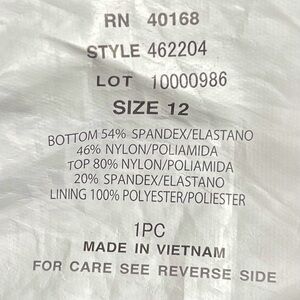 RN 40168
STYLE 462204
LOT 10000986
SIZE 12
BOTTOM 54% SPANDEX/ELASTANO
46% NYLON/POLIAMIDA
TOP 80% NYLON/POLIAMIDA
20% SPANDEX/ELASTANO
LINING 100% POLYESTER/POLIESTER
1PC
MADE IN VIETNAM
FOR CARE SEE REVERSE SIDE